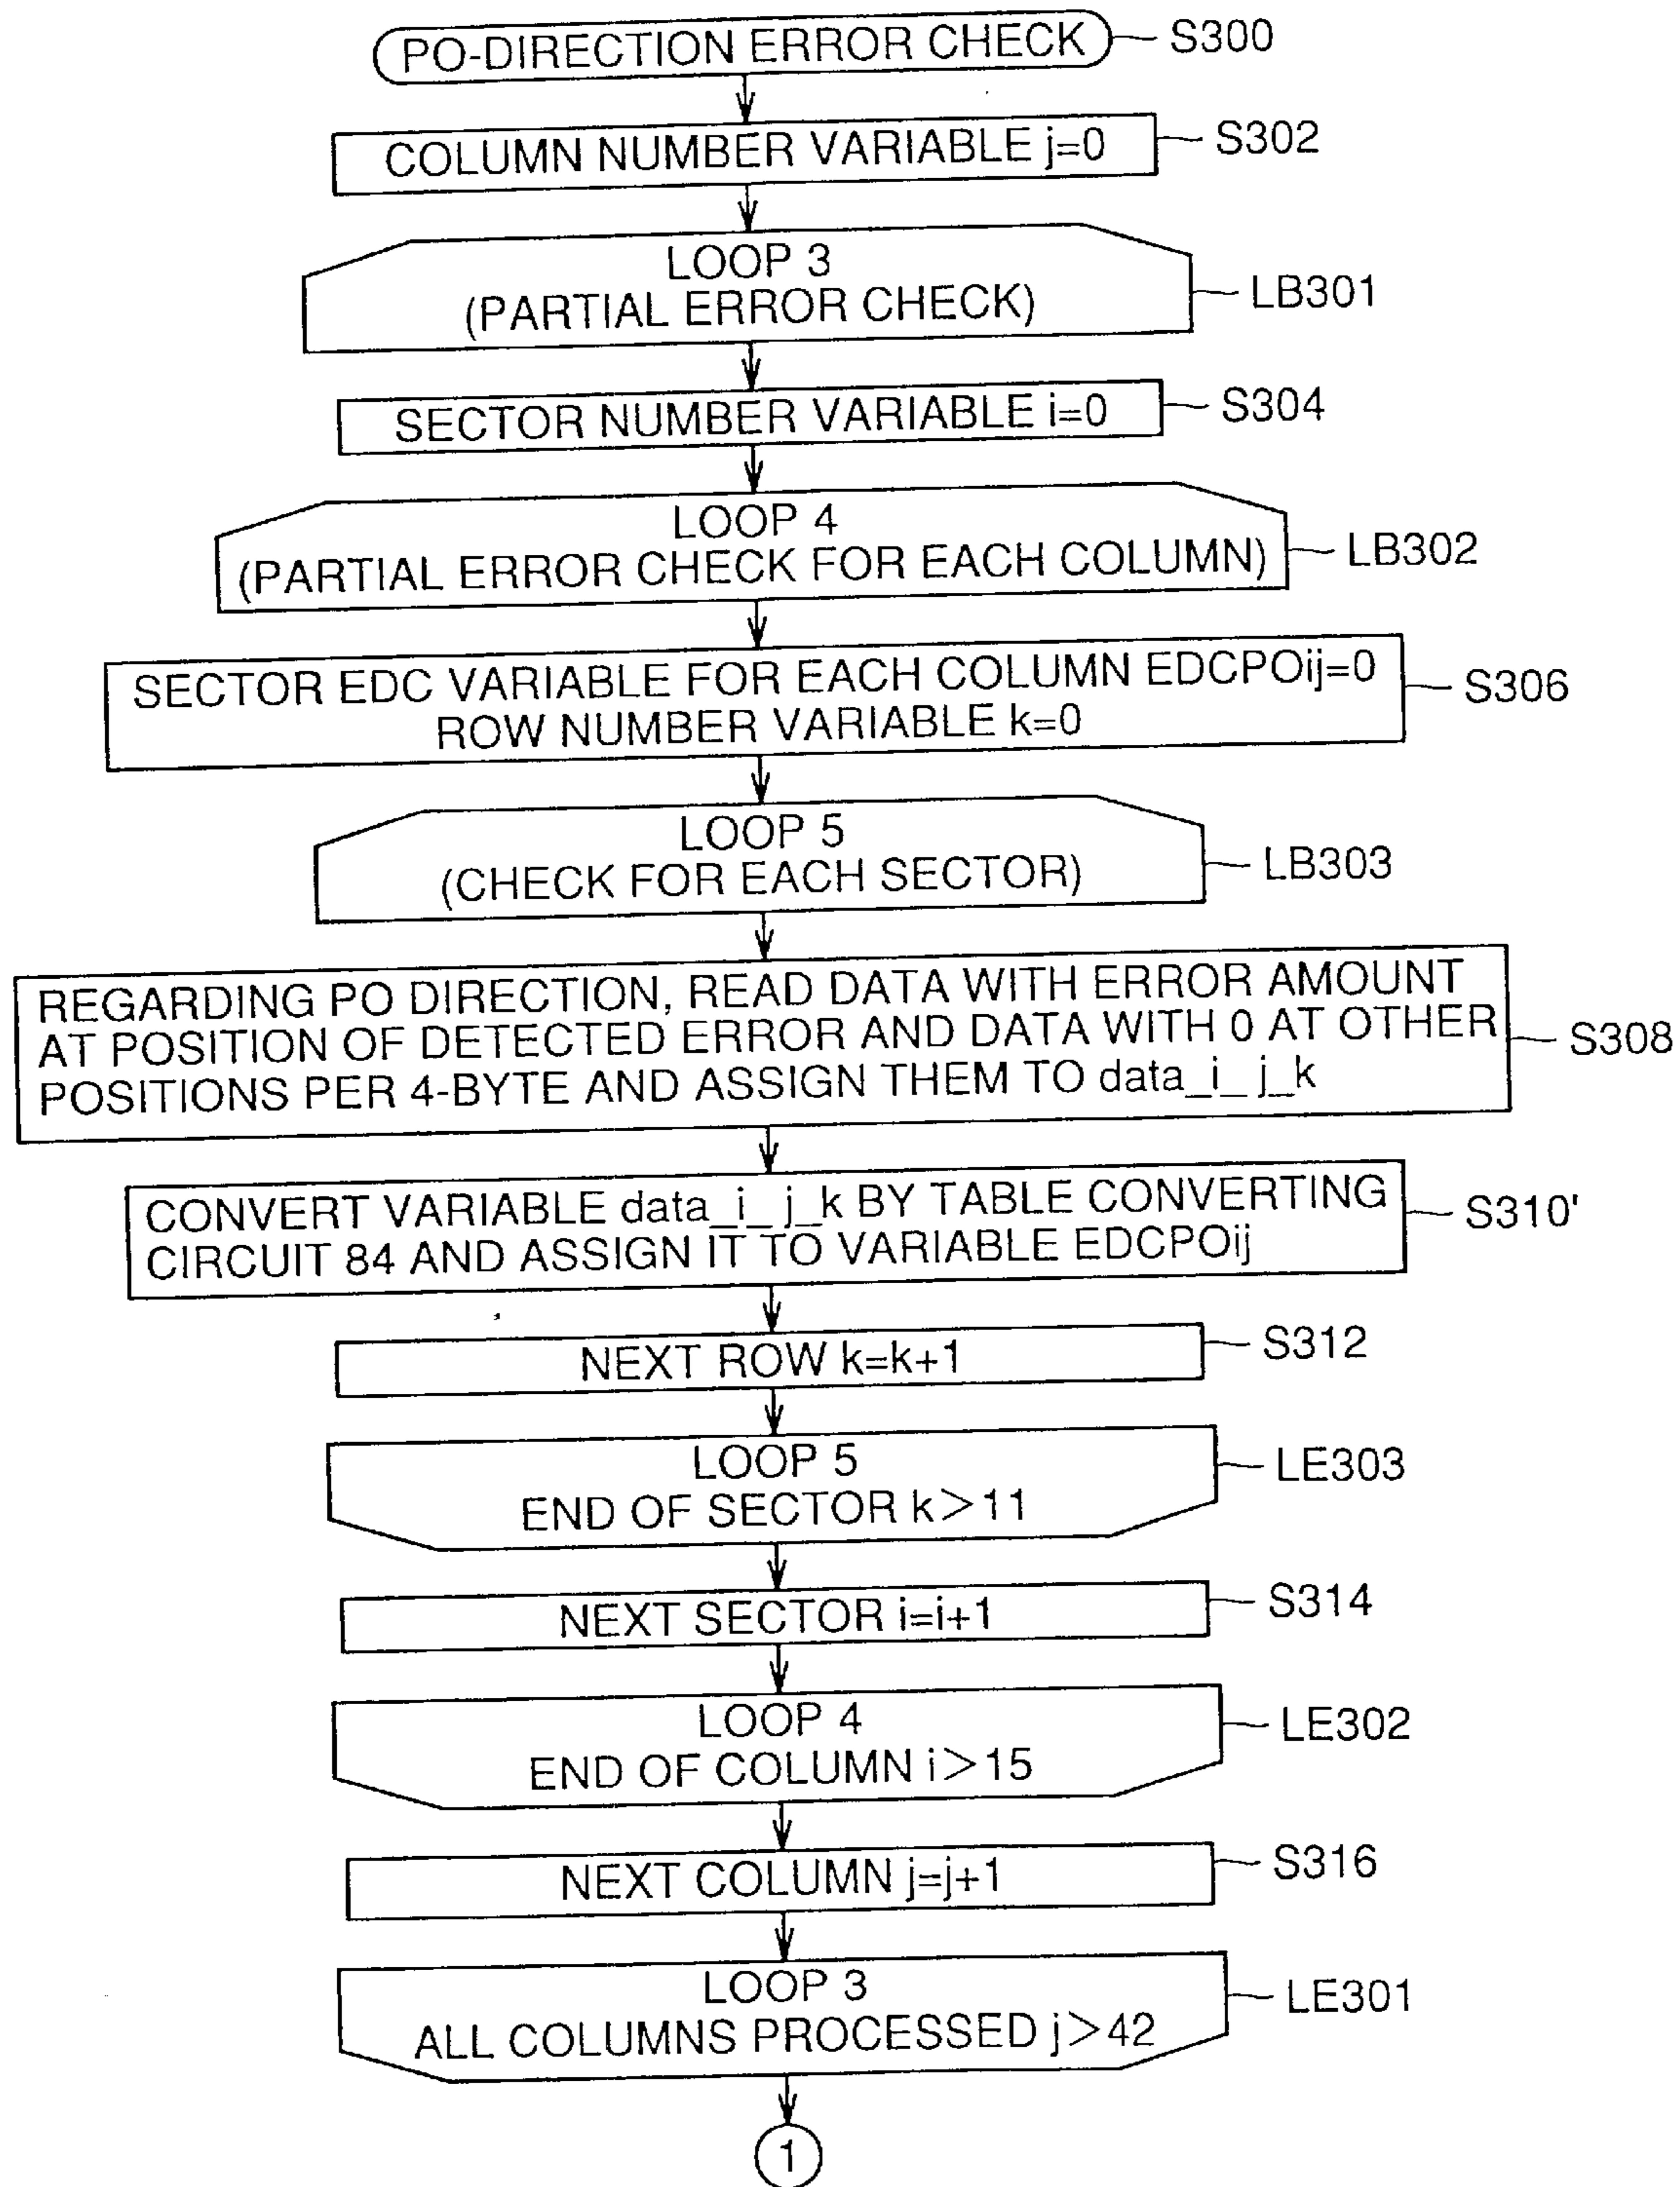 PO-DIRECTION ERROR CHECK S300
COLUMN NUMBER VARIABLE j=0 S302
LOOP 3
(PARTIAL ERROR CHECK) LB301
SECTOR NUMBER VARIABLE i=0 S304
LOOP 4
(PARTIAL ERROR CHECK FOR EACH COLUMN) LB302
SECTOR EDC VARIABLE FOR EACH COLUMN EDCPOij=0 S306
ROW NUMBER VARIABLE k=0
LOOP 5
(CHECK FOR EACH SECTOR) LB303
REGARDING PO DIRECTION, READ DATA WITH ERROR AMOUNT
AT POSITION OF DETECTED ERROR AND DATA WITH 0 AT OTHER S308
POSITIONS PER 4-BYTE AND ASSIGN THEM TO data_i_j_k
CONVERT VARIABLE data_i_j_k BY TABLE CONVERTING S310'
CIRCUIT 84 AND ASSIGN IT TO VARIABLE EDCPOij
NEXT ROW k=k+1 S312
LOOP 5 LE303
END OF SECTOR k>11
NEXT SECTOR i=i+1 S314
LOOP 4 LE302
END OF COLUMN i>15
NEXT COLUMN j=j+1 S316
LOOP 3 LE301
ALL COLUMNS PROCESSED j>42
1